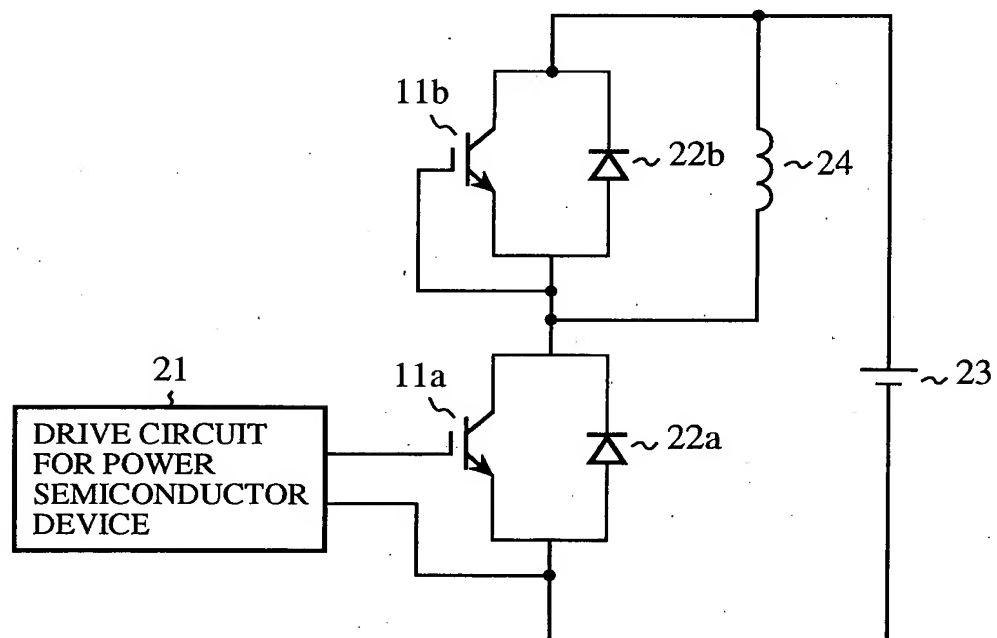 11b
22b
24
21
11a
23
DRIVE CIRCUIT
FOR POWER
SEMICONDUCTOR
DEVICE
22a